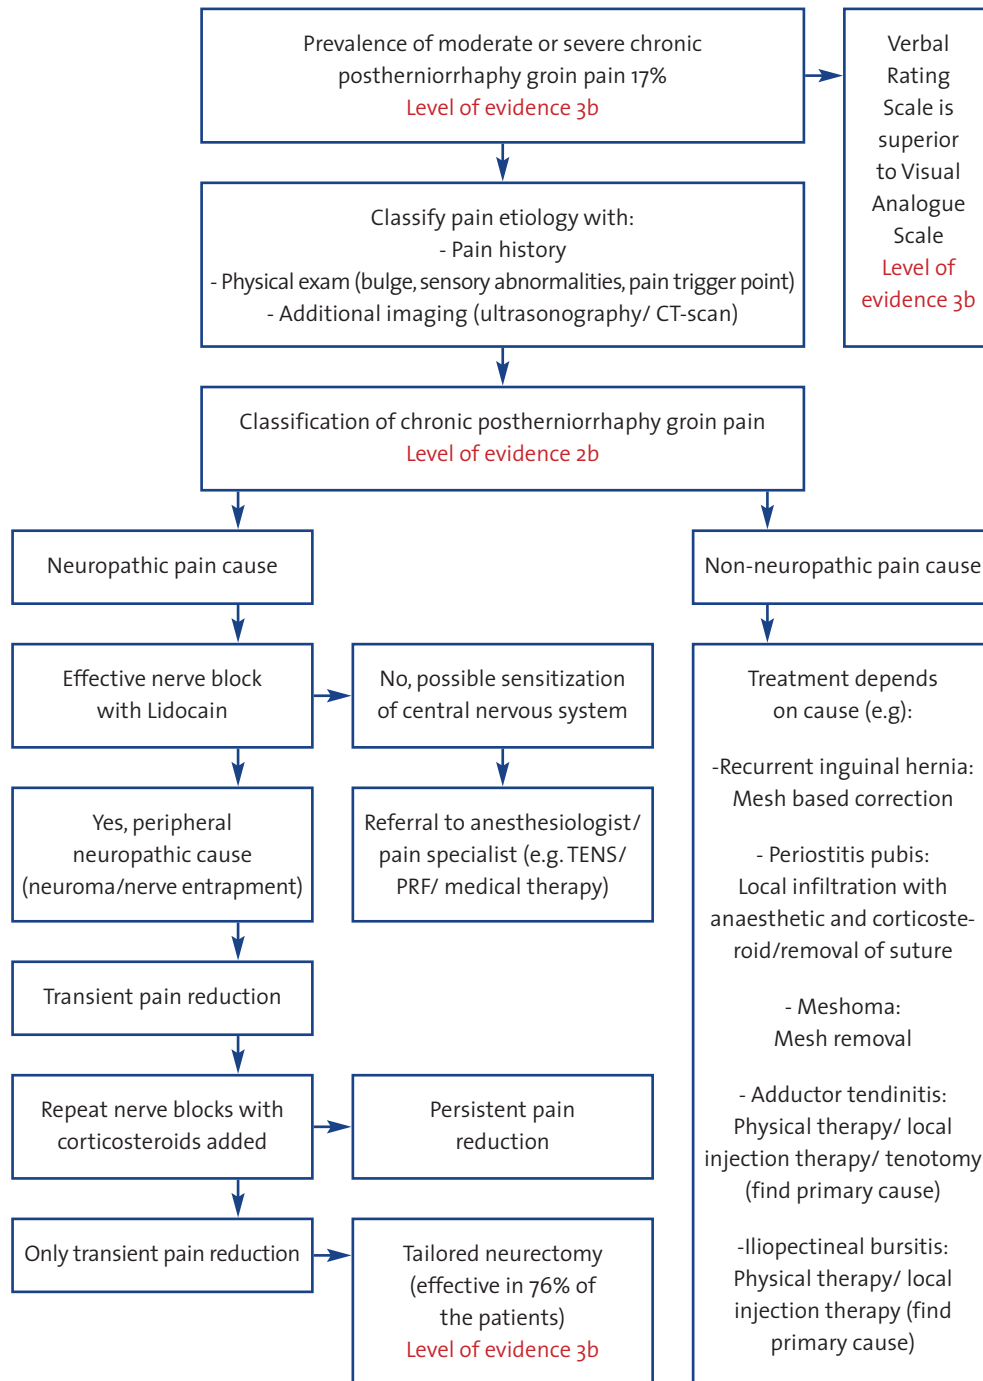 Prevalence of moderate or severe chronic
postherniorrhaphy groin pain 17%
Level of evidence 3b
Verbal
Rating
Scale is
superior
to Visual
Analogue
Scale
Level of
evidence 3b
Classify pain etiology with:
- Pain history
- Physical exam (bulge, sensory abnormalities, pain trigger point)
- Additional imaging (ultrasonography/ CT-scan)
Classification of chronic postherniorrhaphy groin pain
Level of evidence 2b
Neuropathic pain cause
Non-neuropathic pain cause
Effective nerve block
with Lidocain
No, possible sensitization
of central nervous system
Yes, peripheral
neuropathic cause
(neuroma/nerve entrapment)
Referral to anesthesiologist/
pain specialist (e.g. TENS/
PRF/ medical therapy)
Transient pain reduction
Repeat nerve blocks with
corticosteroids added
Persistent pain
reduction
Only transient pain reduction
Tailored neurectomy
(effective in 76% of
the patients)
Level of evidence 3b
Treatment depends
on cause (e.g):
-Recurrent inguinal hernia:
Mesh based correction
- Periostitis pubis:
Local infiltration with
anaesthetic and corticoste-
roid/removal of suture
- Meshoma:
Mesh removal
- Adductor tendinitis:
Physical therapy/ local
injection therapy/ tenotomy
(find primary cause)
-Iliopectineal bursitis:
Physical therapy/ local
injection therapy (find
primary cause)